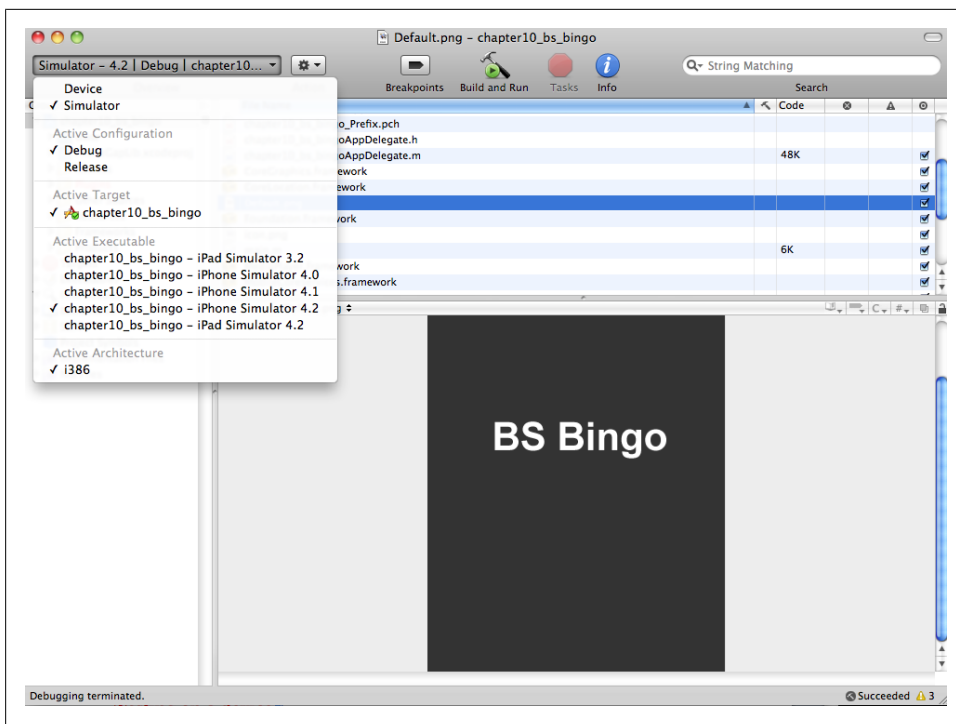 Default.png – chapter10_bs_bingo
Simulator – 4.2 | Debug | chapter10...
Breakpoints
Build and Run
Tasks
Info
String Matching
Search
Device
✓ Simulator
Active Configuration
✓ Debug
Release
Active Target
✓ chapter10_bs_bingo
Active Executable
chapter10_bs_bingo – iPad Simulator 3.2
chapter10_bs_bingo – iPhone Simulator 4.0
chapter10_bs_bingo – iPhone Simulator 4.1
✓ chapter10_bs_bingo – iPhone Simulator 4.2
chapter10_bs_bingo – iPad Simulator 4.2
Active Architecture
✓ i386
Code
o_Prefix.pch
oAppDelegate.h
oAppDelegate.m 48K
ework
ework
vork
6K
work
s.framework
g
C #
BS Bingo
Debugging terminated.
Succeeded 3